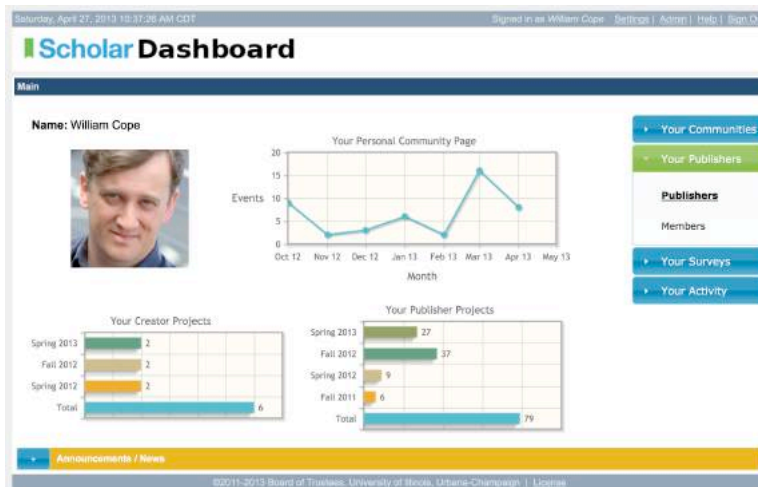 Saturday, April 27, 2013 10:37:26 AM CDT
Signed in as William Cope Settings | Admin | Help | Sign Ou
Scholar Dashboard
Main
Name: William Cope
Your Personal Community Page
20
15
Events 10
5
0
Oct 12 Nov 12 Dec 12 Jan 13 Feb 13 Mar 13 Apr 13 May 13
Month
Your Communities
Your Publishers
Publishers
Members
Your Surveys
Your Activity
Your Creator Projects
Spring 2013 2
Fall 2012 2
Spring 2012 2
Total 6
Your Publisher Projects
Spring 2013 27
Fall 2012 37
Spring 2012 9
Fall 2011 6
Total 79
Announcements / News
©2011-2013 Board of Trustees, University of Illinois, Urbana-Champaign | License